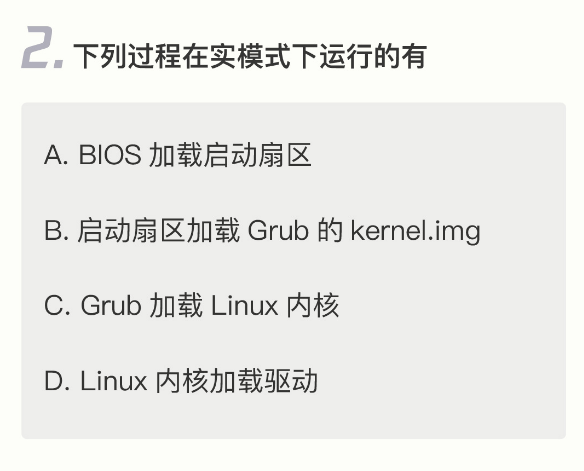 2. 下列过程在实模式下运行的有
A. BIOS 加载启动扇区
B. 启动扇区加载 Grub 的 kernel.img
C. Grub 加载 Linux 内核
D. Linux 内核加载驱动